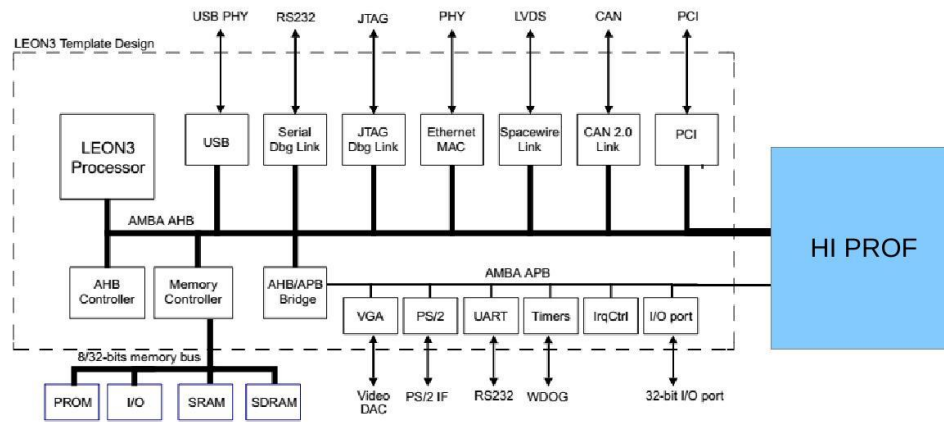 USB PHY RS232 JTAG PHY LVDS CAN PCI
LEON3 Template Design
LEON3
Processor
USB
Serial
Dbg Link
JTAG
Dbg Link
Ethernet
MAC
Spacewire
Link
CAN 2.0
Link
PCI
HI PROF
AMBA AHB
AHB
Controller
Memory
Controller
AHB/APB
Bridge
AMBA APB
VGA PS/2 UART Timers IrqCtrl I/O port
8/32-bits memory bus
PROM I/O SRAM SDRAM
Video
DAC
PS/2 IF RS232 WDOG 32-bit I/O port